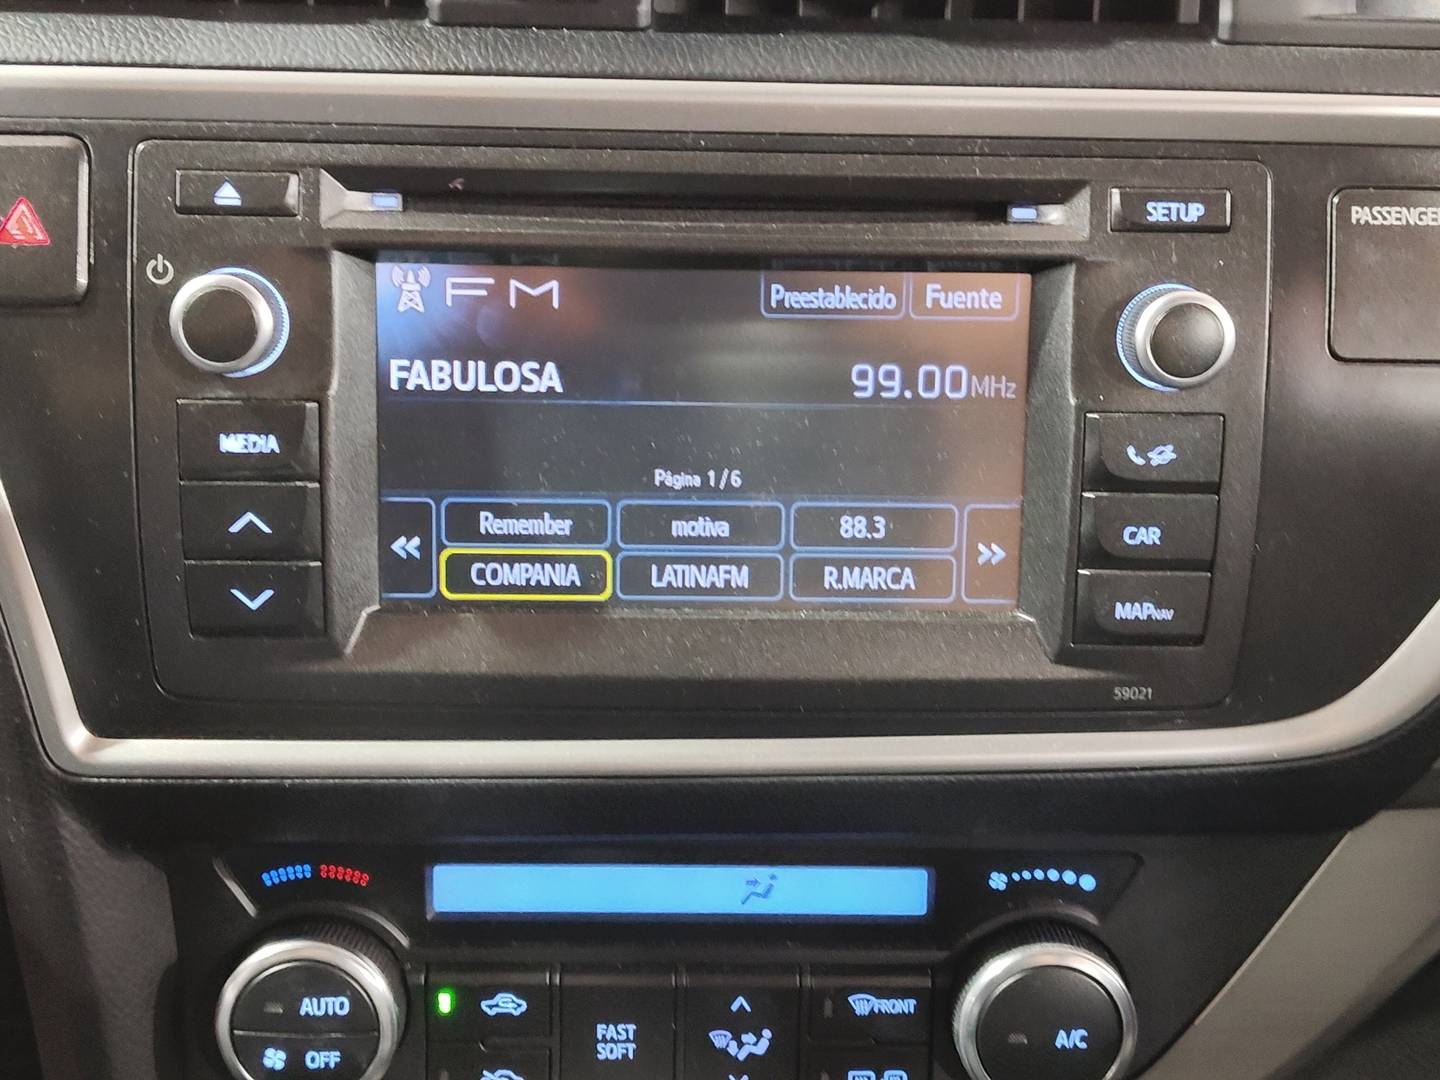 SETUP
PASSENGER
FM
Preestablecido
Fuente
FABULOSA
99.00MHz
MEDIA
Página 1/6
Remember
motiva
88.3
COMPANIA
LATINAFM
R.MARCA
CAR
MAPNAV
59021
AUTO
OFF
FAST
SOFT
FRONT
A/C